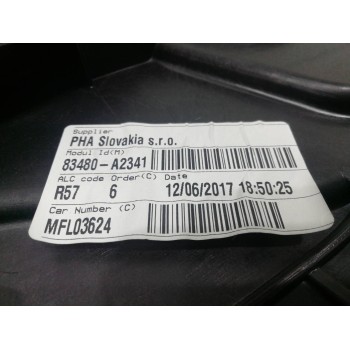 Supplier
PHA Slovakia s.r.o.
Modul Id(M)
83480-A2341
ALC code Order(C) Date
R57 6 12/06/2017 18:50:25
Car Number (C)
MFL03624